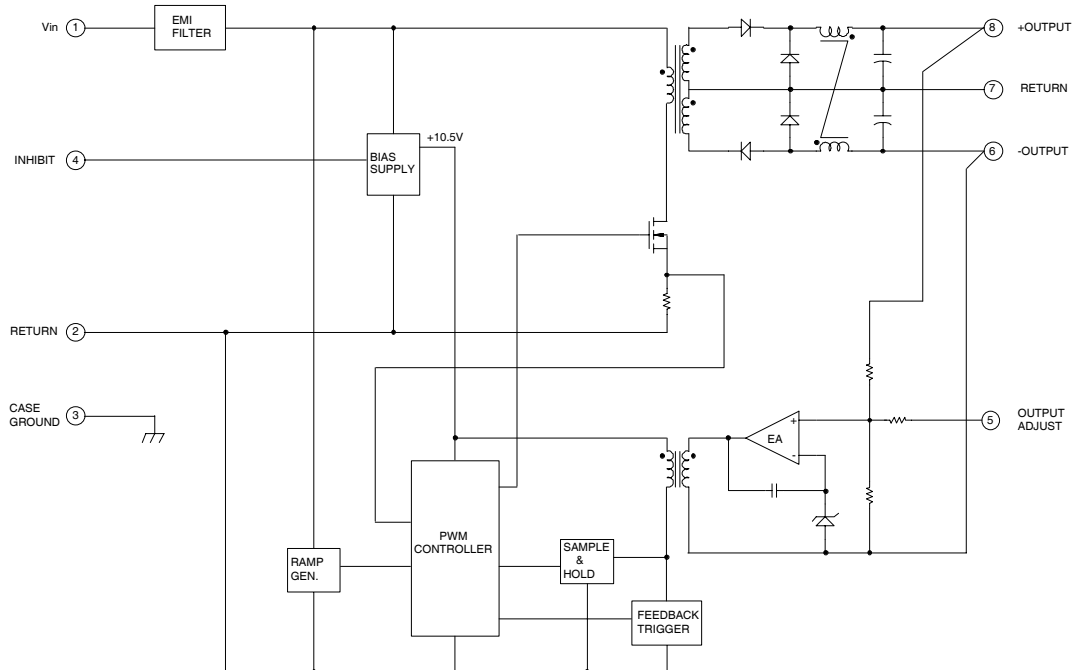 Vin 1
EMI
FILTER
8 +OUTPUT
7 RETURN
+10.5V
INHIBIT 4
BIAS
SUPPLY
6 -OUTPUT
RETURN 2
CASE
GROUND
3
+
EA
-
5
OUTPUT
ADJUST
PWM
CONTROLLER
RAMP
GEN.
SAMPLE
&
HOLD
FEEDBACK
TRIGGER